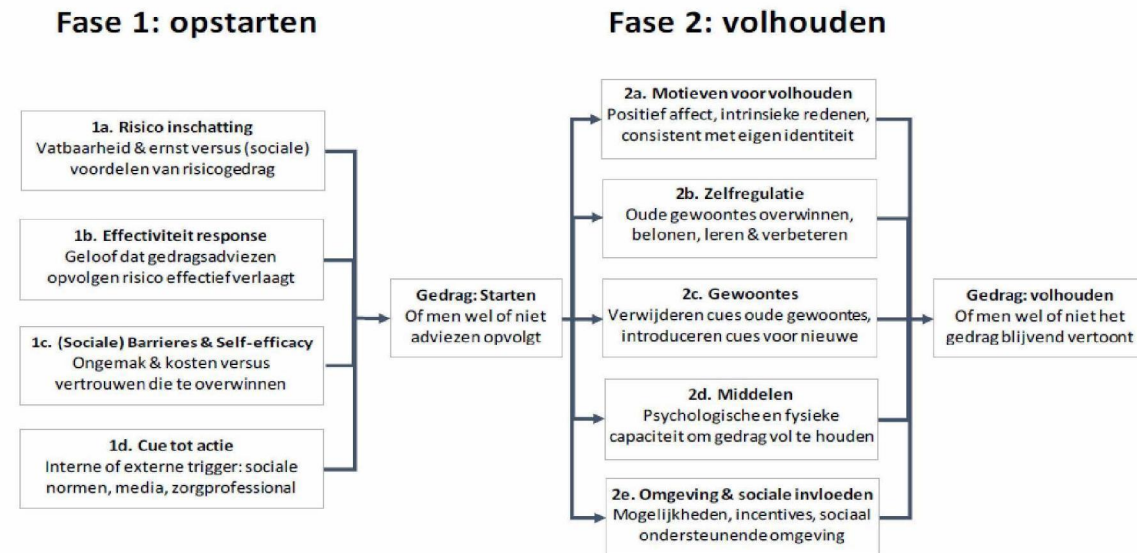 Fase 1: opstarten
1a. Risico inschatting
Vatbaarheid & ernst versus (sociale)
voordelen van risicogedrag
1b. Effectiviteit response
Geloof dat gedragsadviezen
opvolgen risico effectief verlaagt
1c. (Sociale) Barrieres & Self-efficacy
Ongemak & kosten versus
vertrouwen die te overwinnen
1d. Cue tot actie
Interne of externe trigger: sociale
normen, media, zorgprofessional
Gedrag: Starten
Of men wel of niet
adviezen opvolgt
Fase 2: volhouden
2a. Motieven voor volhouden
Positief affect, intrinsieke redenen,
consistent met eigen identiteit
2b. Zelfregulatie
Oude gewoontes overwinnen,
belonen, leren & verbeteren
2c. Gewoontes
Verwijderen cues oude gewoontes,
introduceren cues voor nieuwe
2d. Middelen
Psychologische en fysieke
capaciteit om gedrag vol te houden
2e. Omgeving & sociale invloeden
Mogelijkheden, incentives, sociaal
ondersteunende omgeving
Gedrag: volhouden
Of men wel of niet het
gedrag blijvend vertoont